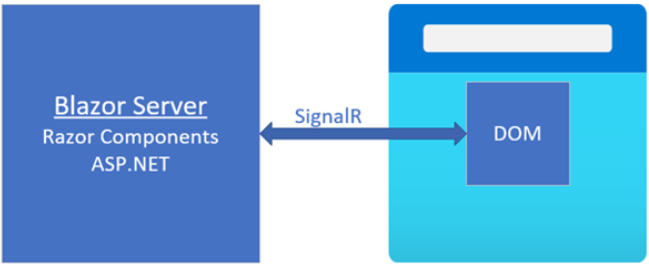 Blazor Server
Razor Components
ASP.NET
SignalR
DOM